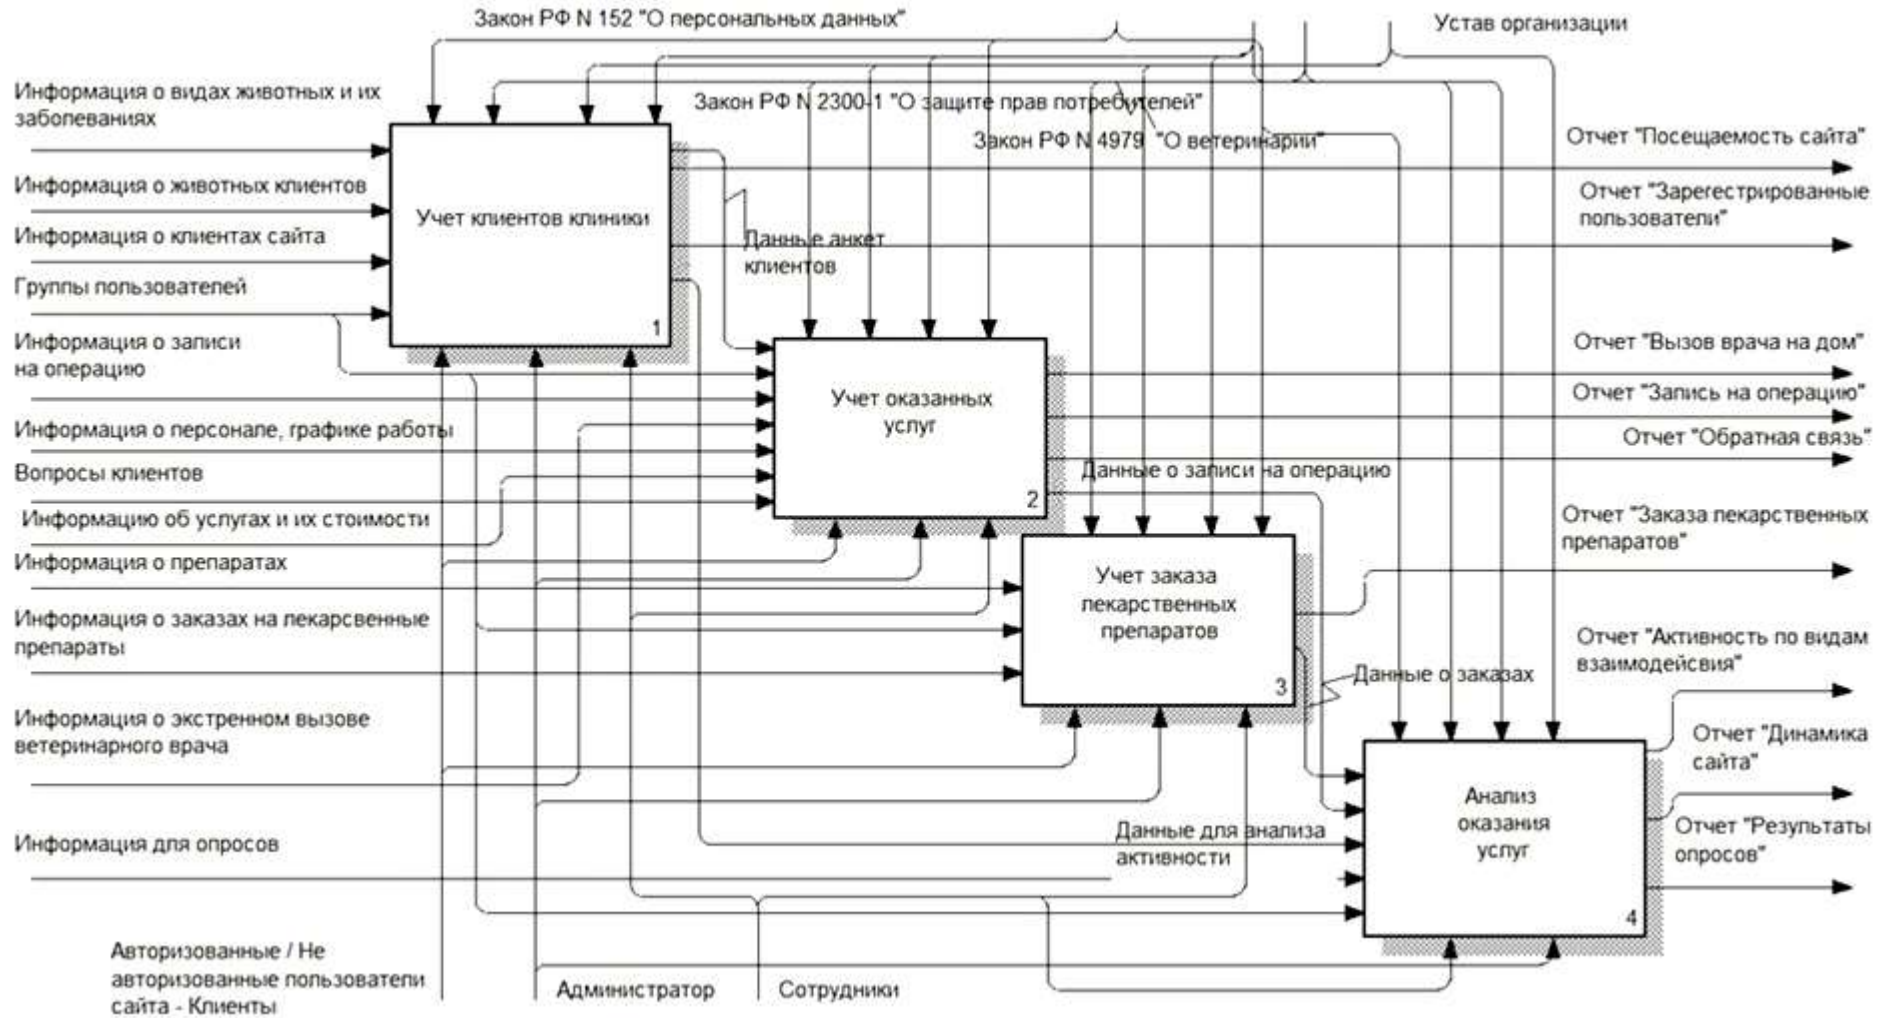 Закон РФ N 152 "О персональных данных"
Устав организации
Информация о видах животных и их
заболеваниях
Закон РФ N 2300-1 "О защите прав потребителей"
Закон РФ N 4979 "О ветеринарии"
Отчет "Посещаемость сайта"
Информация о животных клиентов
Отчет "Зарегестрированные
пользователи"
Учет клиентов клиники
1
Информация о клиентах сайта
Данные анкет
клиентов
Группы пользователей
Информация о записи
на операцию
Отчет "Вызов врача на дом"
Учет оказанных
услуг
2
Отчет "Запись на операцию"
Информация о персонале, графике работы
Отчет "Обратная связь"
Вопросы клиентов
Данные о записи на операцию
Информацию об услугах и их стоимости
Отчет "Заказа лекарственных
препаратов"
Информация о препаратах
Учет заказа
лекарственных
препаратов
3
Информация о заказах на лекарсвенные
препараты
Отчет "Активность по видам
взаимодейсвия"
Данные о заказах
Информация о экстренном вызове
ветеринарного врача
Отчет "Динамика
сайта"
Анализ
оказания
услуг
4
Данные для анализа
активности
Отчет "Результаты
опросов"
Информация для опросов
Авторизованные / Не
авторизованные пользователи
сайта - Клиенты
Администратор
Сотрудники